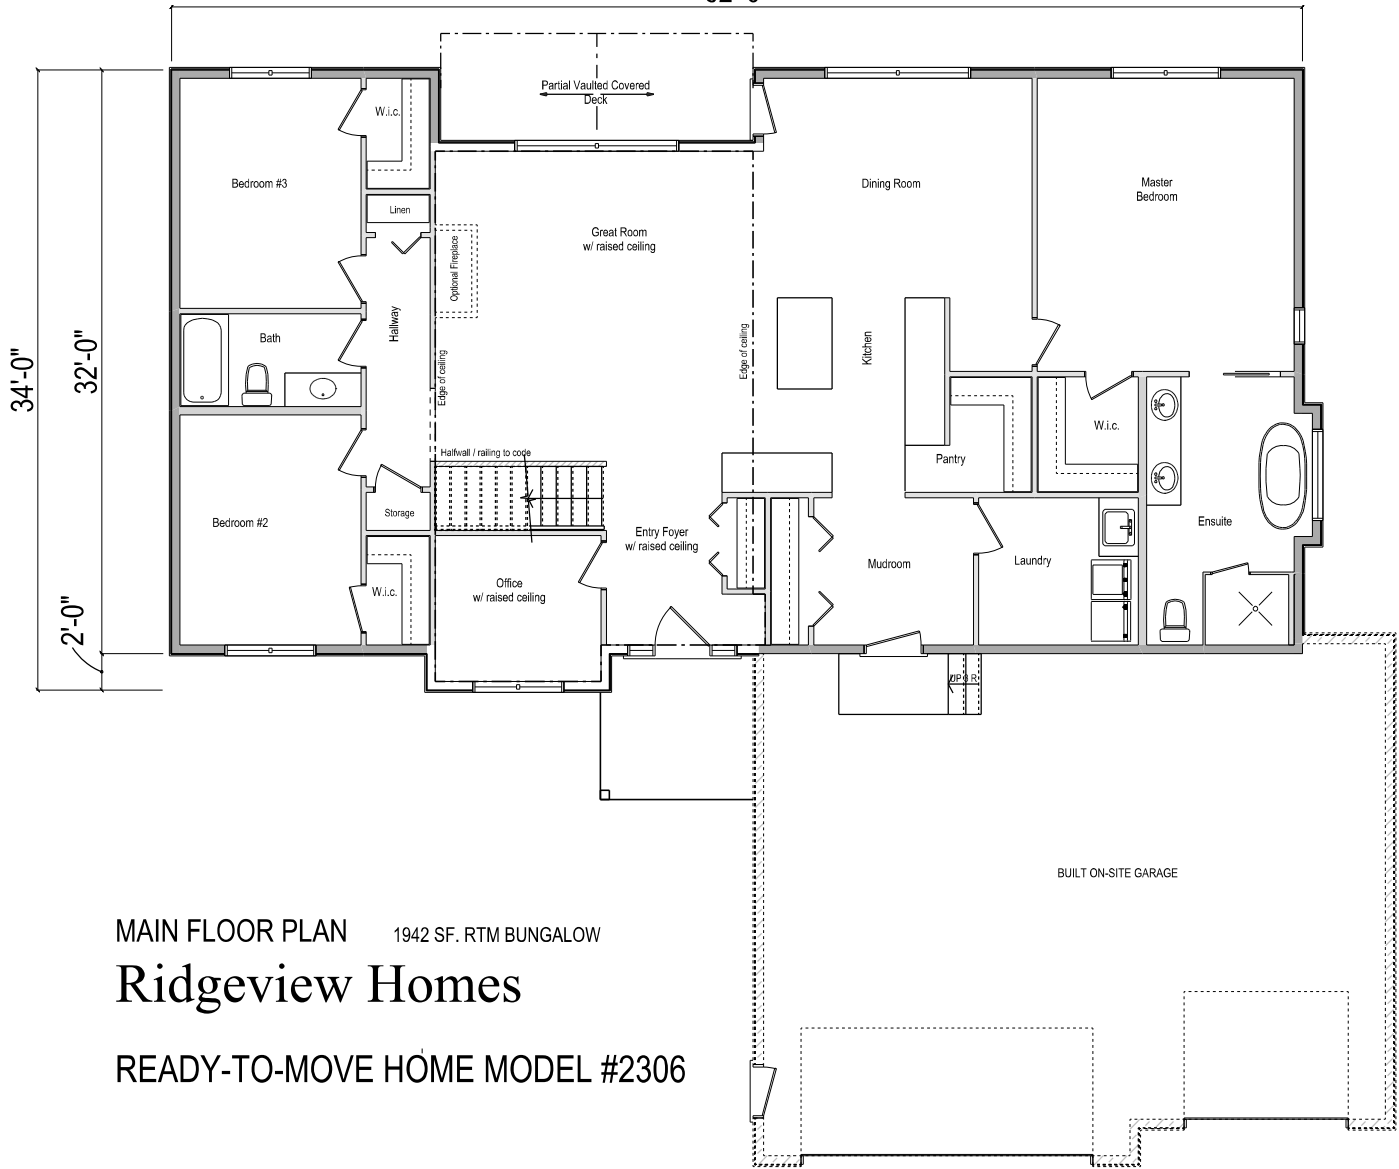 Partial Vaulted Covered
Deck
W.i.c.
Bedroom #3
Linen
Great Room
w/ raised ceiling
Dining Room
Master
Bedroom
Optional Fireplace
Hallway
Bath
Edge of ceiling
Edge of ceiling
Kitchen
34'-0"
32'-0"
2'-0"
Halfwall / railing to code
Pantry
W.i.c.
Storage
Bedroom #2
Entry Foyer
w/ raised ceiling
Ensuite
Office
w/ raised ceiling
W.i.c.
Mudroom
Laundry
UP 3 R
BUILT ON-SITE GARAGE
MAIN FLOOR PLAN 1942 SF. RTM BUNGALOW
Ridgeview Homes
READY-TO-MOVE HOME MODEL #2306